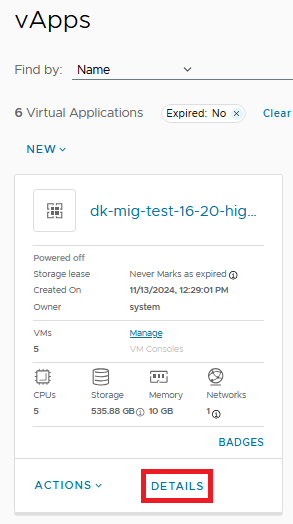 vApps
Find by: Name
6 Virtual Applications Expired: No × Clear
NEW
dk-mig-test-16-20-hig...
Powered off
Storage lease Never Marks as expired
Created On 11/13/2024, 12:29:01 PM
Owner system
VMs Manage
5 VM Consoles
CPUs Storage Memory Networks
5 535.88 GB 10 GB 1
BADGES
ACTIONS DETAILS